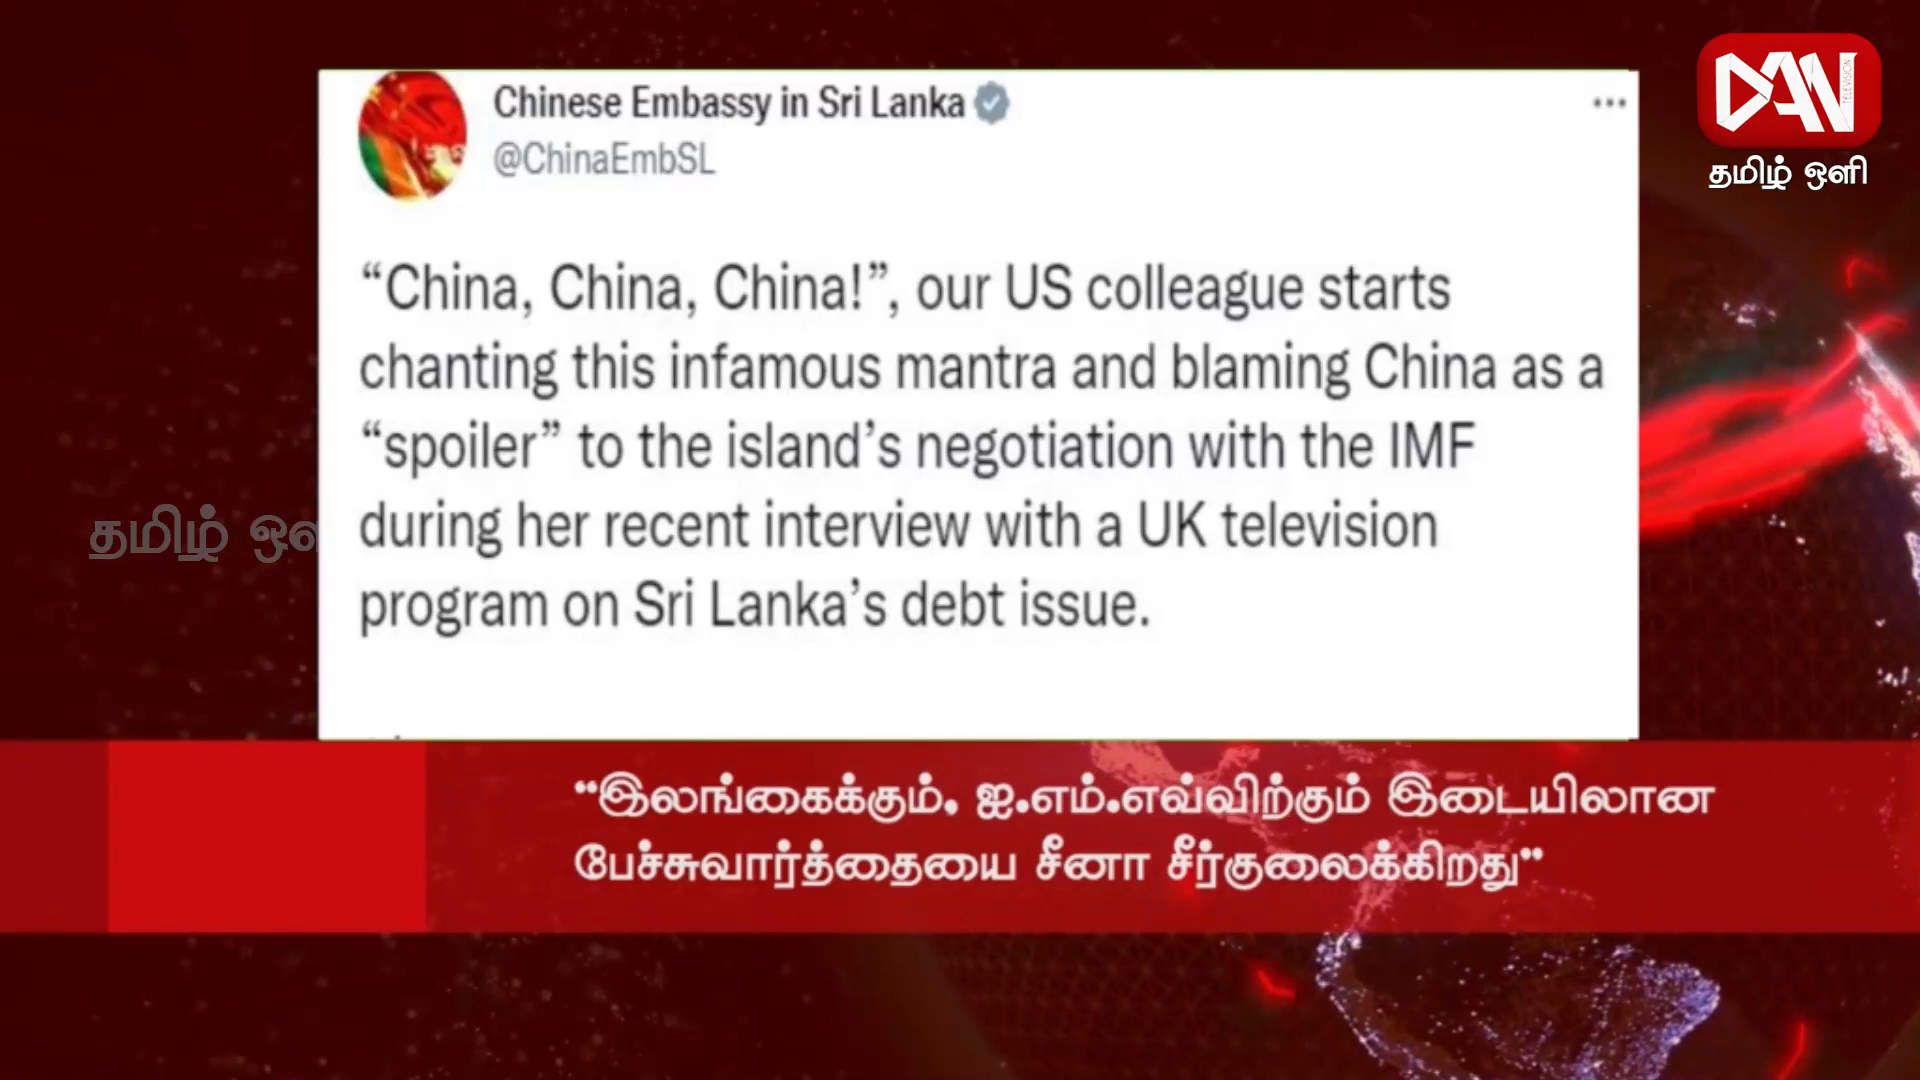 Chinese Embassy in Sri Lanka
@ChinaEmbSL
“China, China, China!”, our US colleague starts
chanting this infamous mantra and blaming China as a
“spoiler” to the island’s negotiation with the IMF
during her recent interview with a UK television
program on Sri Lanka’s debt issue.
DAN
TELEVISION
தமிழ் ஒளி
தமிழ் ஒளி
“இலங்கைக்கும், ஐ.எம்.எவ்விற்கும் இடையிலான
பேச்சுவார்த்தையை சீனா சீர்குலைக்கிறது”